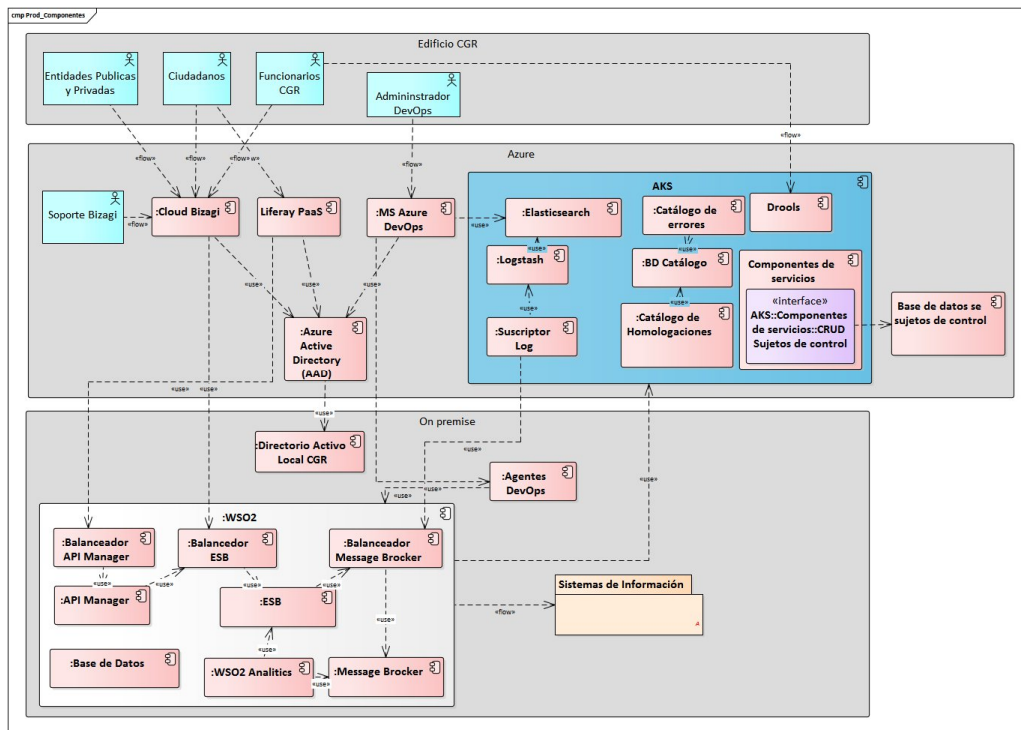 cmp Prod_Componentes
Edificio CGR
Entidades Publicas
y Privadas
Ciudadanos
Funcionarios
CGR
Admininstrador
DevOps
«flow»
«flow»
«flow»
w»
«flow»
«flow»
Azure
Soporte Bizagi
«flow»
:Cloud Bizagi
Liferay PaaS
:MS Azure
DevOps
«use»
AKS
:Elasticsearch
:Catálogo de
errores
Drools
«use»
«use»
:Logstash
:BD Catálogo
Componentes de
servicios
«interface»
AKS::Componentes
de servicios::CRUD
Sujetos de control
Base de datos se
sujetos de control
«use»
«use»
«use»
«use»
«use»
:Suscriptor
Log
:Catálogo de
Homologaciones
:Azure
Active
Directory
(AAD)
«use»
«use»
«use»
On premise
:Directorio Activo
Local CGR
«use»
:Agentes
DevOps
«use»
«use»
«use»
:WSO2
:Balanceador
API Manager
:Balancedor
ESB
:Balanceador
Message Brocker
«use»
«use»
«use»
«use»
:API Manager
:ESB
Sistemas de Información
«flow»
«use»
«use»
:Base de Datos
:WSO2 Analitics
«use»
:Message Brocker